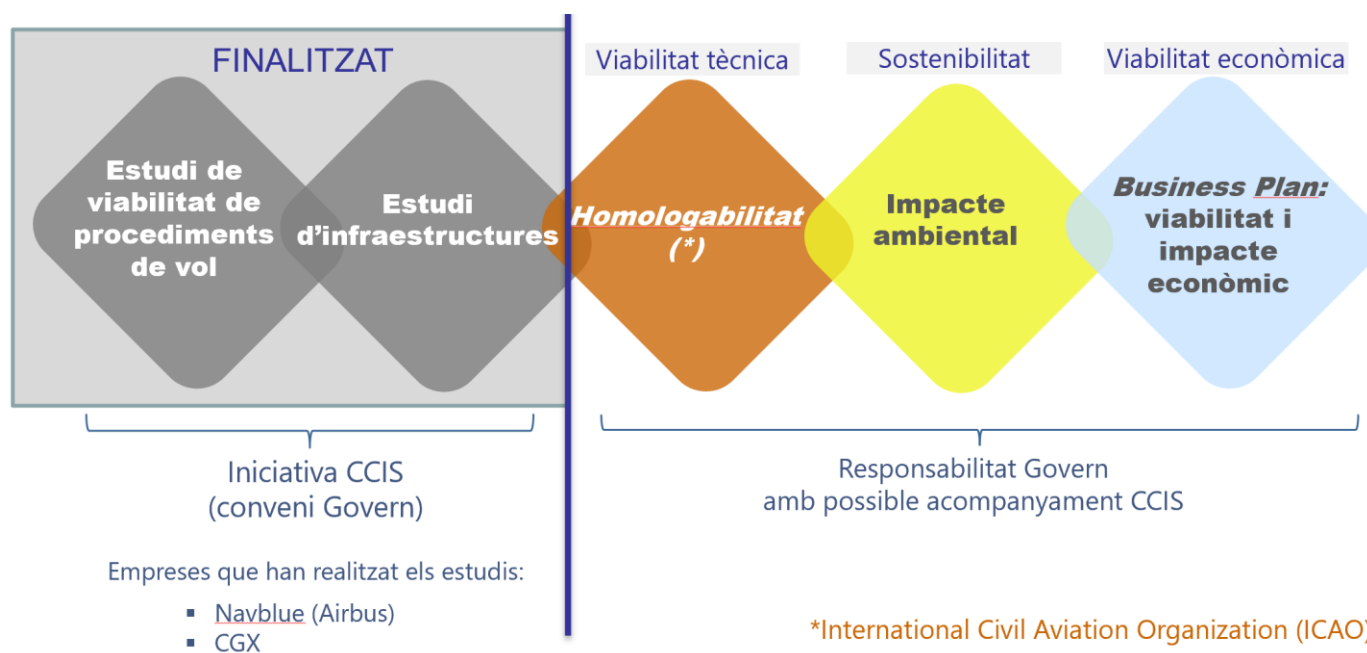 FINALITZAT
Estudi de
viabilitat de
procediments
de vol
Estudi
d’infraestructures
Viabilitat tècnica
Homologabilitat
(*)
Sostenibilitat
Impacte
ambiental
Viabilitat econòmica
Business Plan:
viabilitat i
impacte
econòmic
Iniciativa CCIS
(conveni Govern)
Responsabilitat Govern
amb possible acompanyament CCIS
Empreses que han realitzat els estudis:
▪ Navblue (Airbus)
▪ CGX
*International Civil Aviation Organization (ICAO)